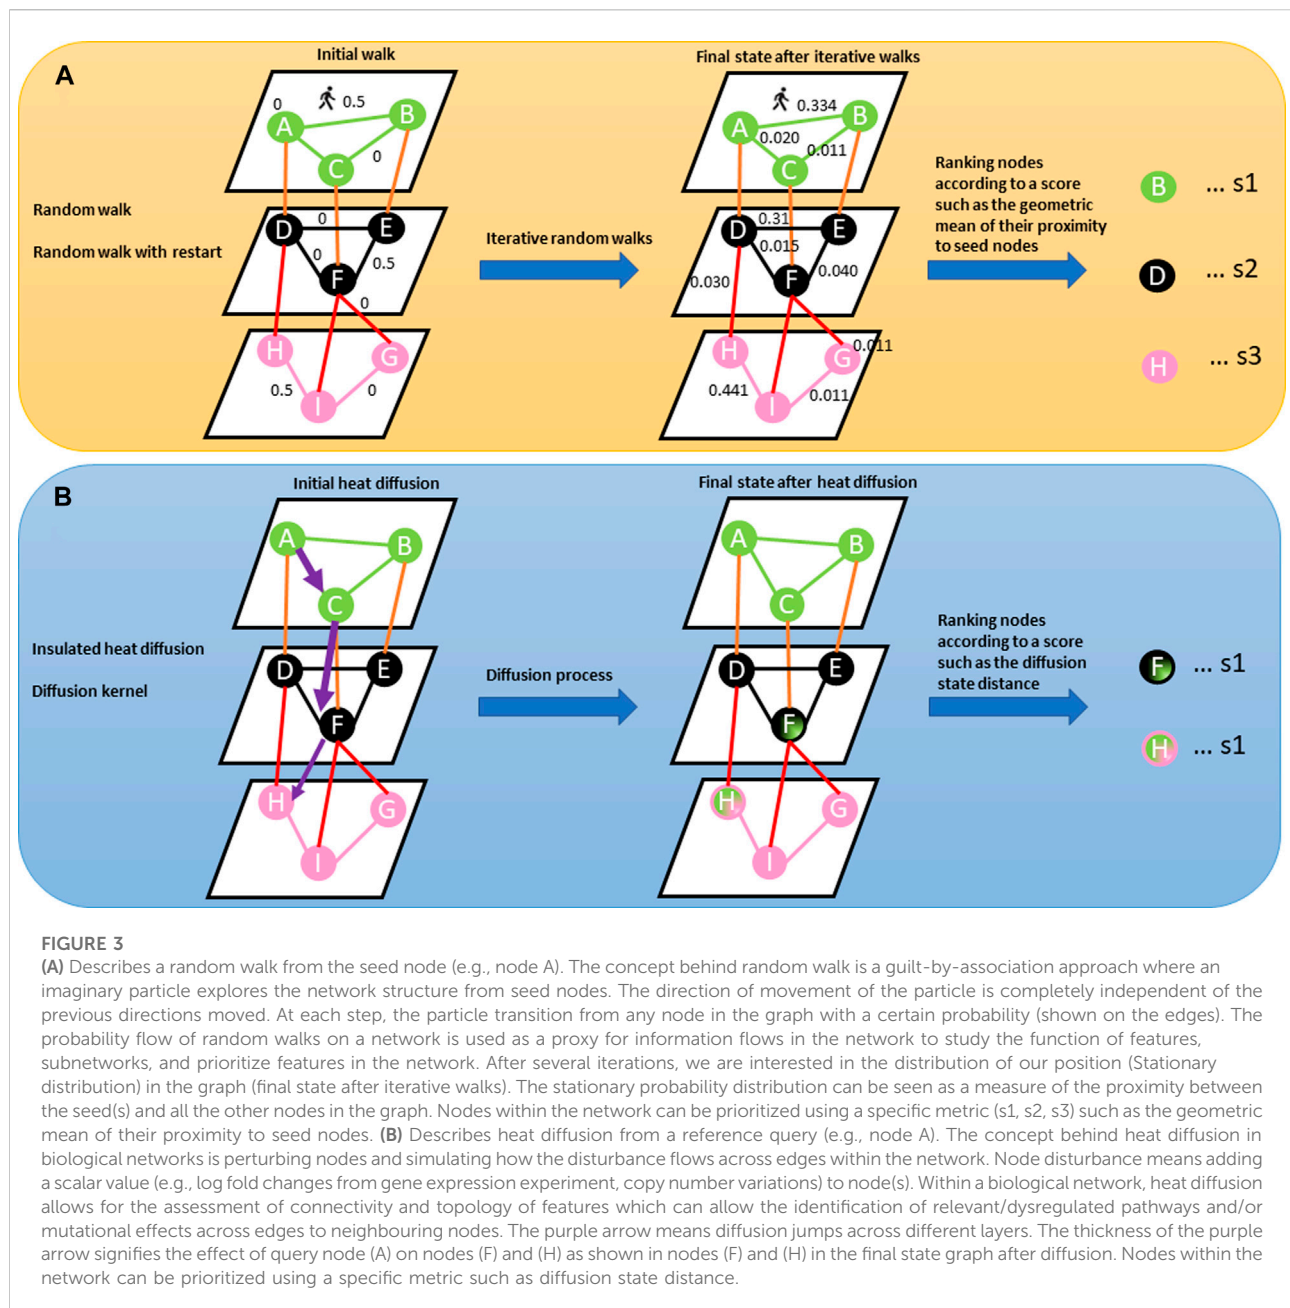 A
Initial walk
Final state after iterative walks
0
0.5
A
B
C
0
0.334
A
B
0.020
0.011
C
Ranking nodes
according to a score
such as the geometric
mean of their proximity
to seed nodes
B
... s1
Random walk
Random walk with restart
0
D
E
0
0.5
F
0
Iterative random walks
0.31
D
E
0.015
0.040
F
0.030
D
... s2
H
G
0.5
0
I
H
G
0.011
0.441
0.011
I
H
... s3
B
Initial heat diffusion
Final state after heat diffusion
A
B
C
A
B
C
Insulated heat diffusion
Diffusion kernel
D
E
F
Diffusion process
D
E
F
Ranking nodes
according to a score
such as the diffusion
state distance
F
... s1
H
G
I
H
G
I
H
... s1
FIGURE 3
(A) Describes a random walk from the seed node (e.g., node A). The concept behind random walk is a guilt-by-association approach where an
imaginary particle explores the network structure from seed nodes. The direction of movement of the particle is completely independent of the
previous directions moved. At each step, the particle transition from any node in the graph with a certain probability (shown on the edges). The
probability flow of random walks on a network is used as a proxy for information flows in the network to study the function of features,
subnetworks, and prioritize features in the network. After several iterations, we are interested in the distribution of our position (Stationary
distribution) in the graph (final state after iterative walks). The stationary probability distribution can be seen as a measure of the proximity between
the seed(s) and all the other nodes in the graph. Nodes within the network can be prioritized using a specific metric (s1, s2, s3) such as the geometric
mean of their proximity to seed nodes. (B) Describes heat diffusion from a reference query (e.g., node A). The concept behind heat diffusion in
biological networks is perturbing nodes and simulating how the disturbance flows across edges within the network. Node disturbance means adding
a scalar value (e.g., log fold changes from gene expression experiment, copy number variations) to node(s). Within a biological network, heat diffusion
allows for the assessment of connectivity and topology of features which can allow the identification of relevant/dysregulated pathways and/or
mutational effects across edges to neighbouring nodes. The purple arrow means diffusion jumps across different layers. The thickness of the purple
arrow signifies the effect of query node (A) on nodes (F) and (H) as shown in nodes (F) and (H) in the final state graph after diffusion. Nodes within the
network can be prioritized using a specific metric such as diffusion state distance.